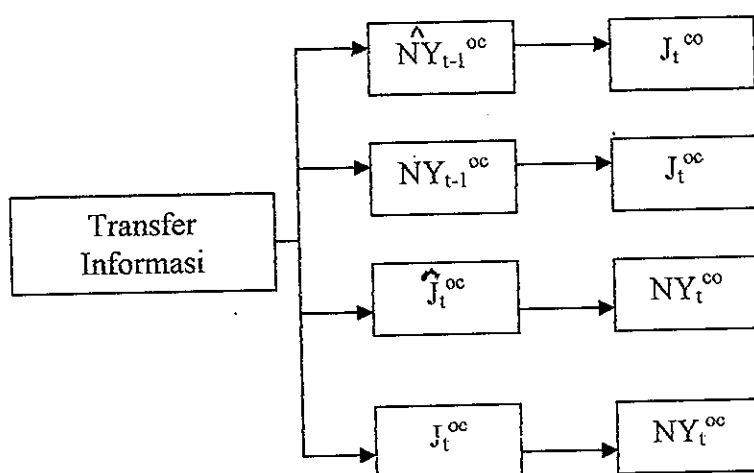 N̂Y_{t-1}^{oc} J_t^{co}
NY_{t-1}^{oc} J_t^{oc}
Transfer
Informasi
Ĵ_t^{oc} NY_t^{co}
J_t^{oc} NY_t^{oc}